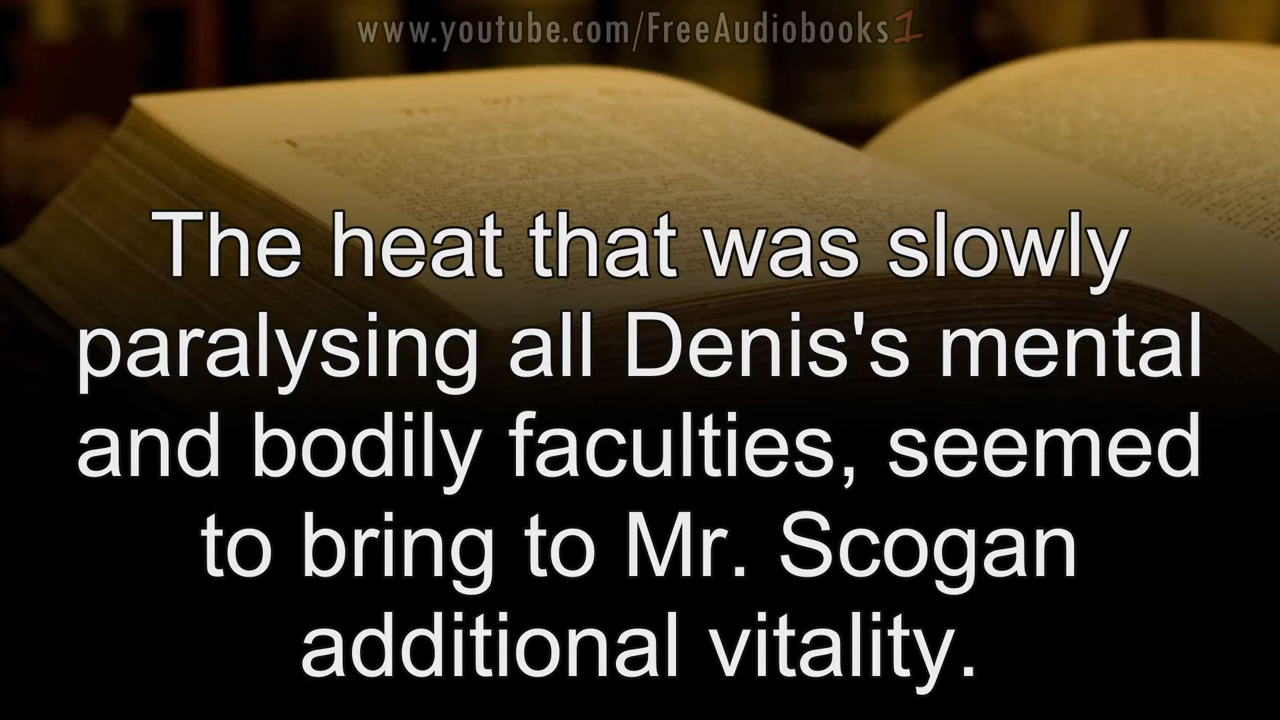 www.youtube.com/FreeAudiobooks1
The heat that was slowly
paralysing all Denis's mental
and bodily faculties, seemed
to bring to Mr. Scogan
additional vitality.